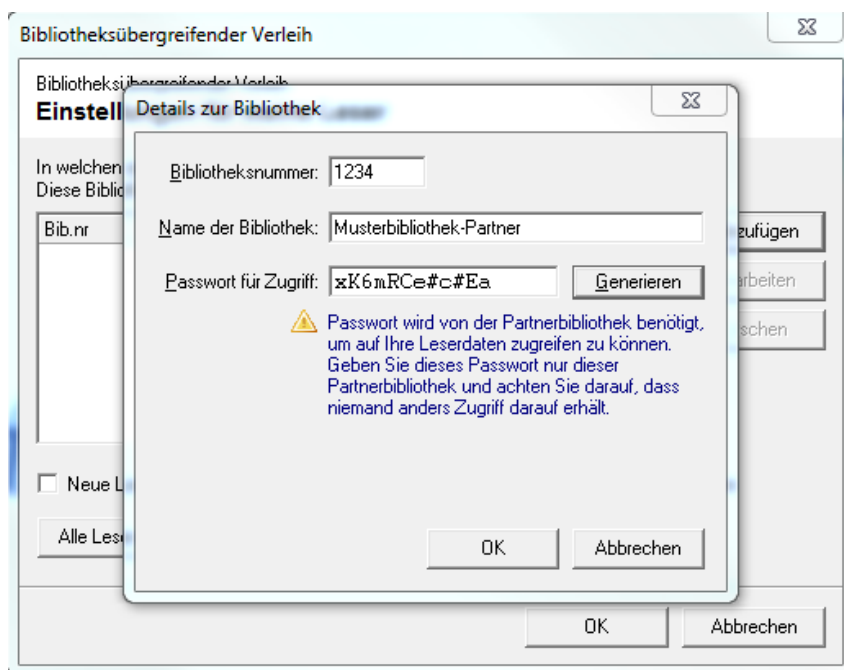 Bibliotheksübergreifender Verleih
Bibliotheksübergreifender Verleih
Einstell
Details zur Bibliothek
In welchen
Diese Biblio
Bib.nr
Bibliotheksnummer: 1234
Name der Bibliothek: Musterbibliothek-Partner
zufügen
Passwort für Zugriff: xK6mRCe#c#Ea Generieren
arbeiten
Passwort wird von der Partnerbibliothek benötigt,
schen
um auf Ihre Leserdaten zugreifen zu können.
Geben Sie dieses Passwort nur dieser
Partnerbibliothek und achten Sie darauf, dass
niemand anders Zugriff darauf erhält.
Neue L
Alle Lese
OK Abbrechen
OK Abbrechen